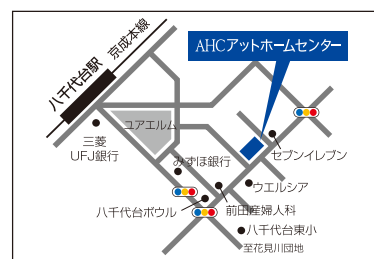 京成本線
八千代台駅
AHCアットホームセンター
ユアエルム
三菱
UFJ銀行
みずほ銀行
セブンイレブン
ウエルシア
八千代台ボウル
前田産婦人科
八千代台東小
至花見川団地